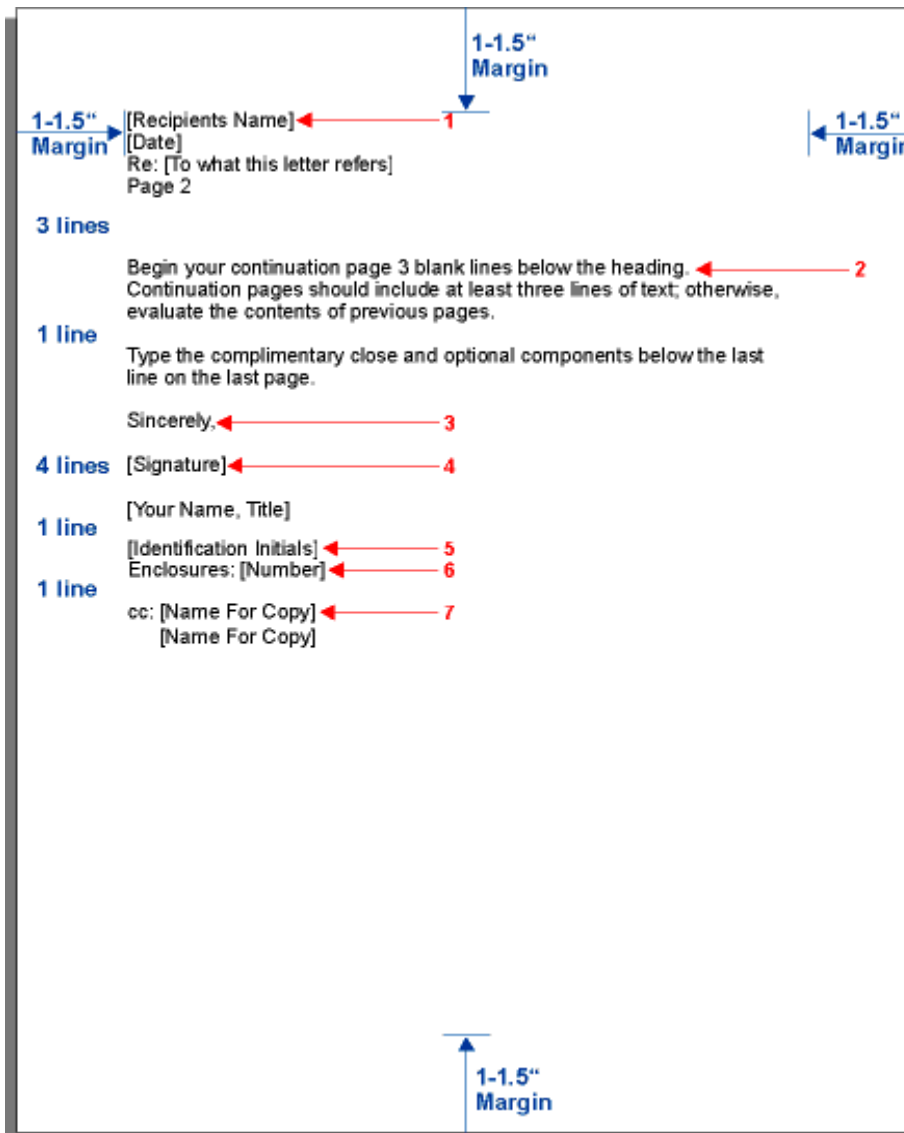 1-1.5“
Margin
1-1.5“
Margin
[Recipients Name] 1
1-1.5“
Margin
[Date]
Re: [To what this letter refers]
Page 2
3 lines
Begin your continuation page 3 blank lines below the heading. 2
Continuation pages should include at least three lines of text; otherwise,
evaluate the contents of previous pages.
1 line
Type the complimentary close and optional components below the last
line on the last page.
Sincerely, 3
4 lines [Signature] 4
[Your Name, Title]
1 line
[Identification Initials] 5
Enclosures: [Number] 6
1 line
cc: [Name For Copy] 7
[Name For Copy]
1-1.5“
Margin